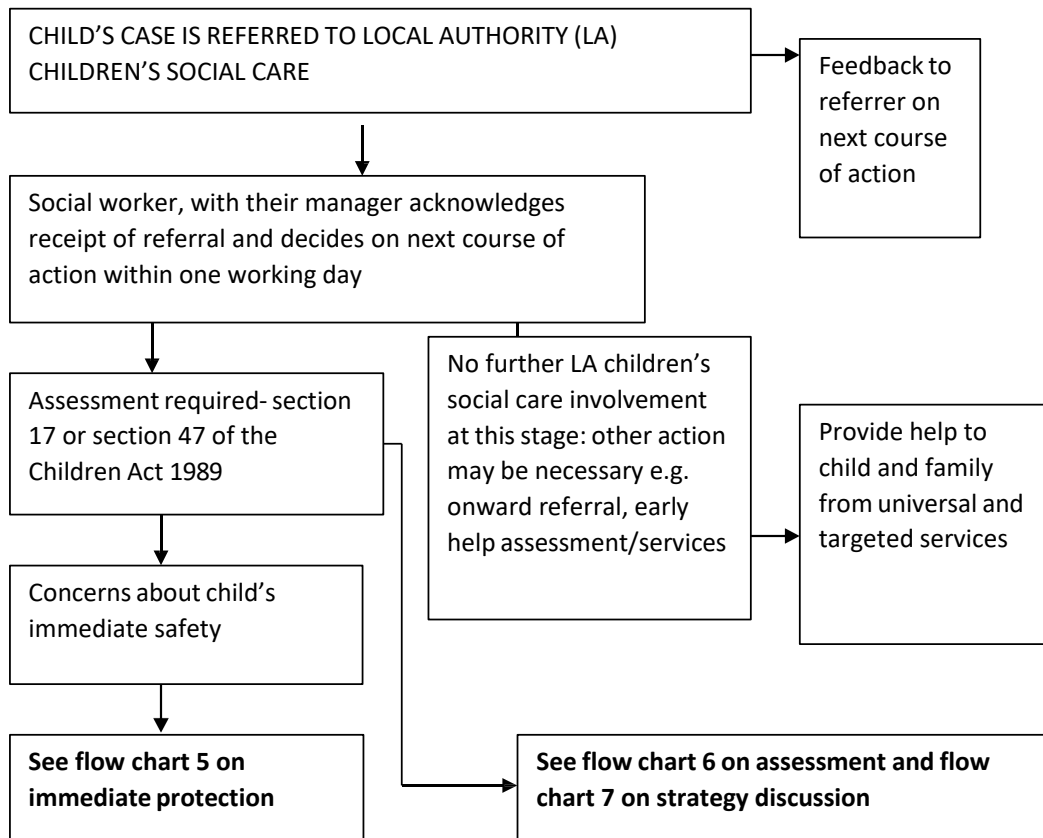 CHILD’S CASE IS REFERRED TO LOCAL AUTHORITY (LA)
CHILDREN’S SOCIAL CARE
Feedback to
referrer on
next course
of action
Social worker, with their manager acknowledges
receipt of referral and decides on next course of
action within one working day
Assessment required- section
17 or section 47 of the
Children Act 1989
No further LA children’s
social care involvement
at this stage: other action
may be necessary e.g.
onward referral, early
help assessment/services
Provide help to
child and family
from universal and
targeted services
Concerns about child’s
immediate safety
See flow chart 5 on
immediate protection
See flow chart 6 on assessment and flow
chart 7 on strategy discussion